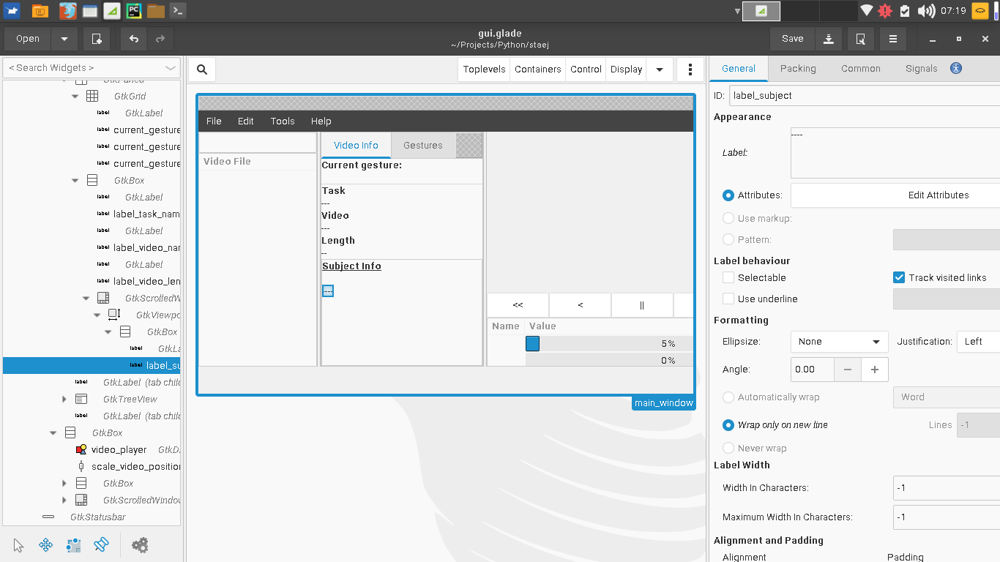 07:19
Open
gui.glade
~/Projects/Python/staej
Save
< Search Widgets >
Toplevels Containers Control Display
General Packing Common Signals
GtkGrid
label GtkLabel
label current_gesture
label current_gesture
label current_gesture
GtkBox
label GtkLabel
label label_task_nam
label GtkLabel
label label_video_nar
label GtkLabel
label label_video_len
GtkScrolledW
GtkViewpo
GtkBox
label GtkLa
label label_su
label GtkLabel (tab child
GtkTreeView
label GtkLabel (tab child
GtkBox
video_player GtkD
scale_video_position
GtkBox
GtkScrolledWindow
GtkStatusbar
File Edit Tools Help
Video File
Video Info Gestures
Current gesture:
Task
---
Video
---
Length
--
Subject Info
----
<< < ||
Name Value
5 %
0 %
main_window
ID: label_subject
Appearance
Label: ----
Attributes: Edit Attributes
Use markup:
Pattern:
Label behaviour
Selectable Track visited links
Use underline
Formatting
Ellipsize: None Justification: Left
Angle: 0.00 − +
Automatically wrap Word
Wrap only on new line Lines -1
Never wrap
Label Width
Width In Characters: -1
Maximum Width In Characters: -1
Alignment and Padding
Alignment Padding